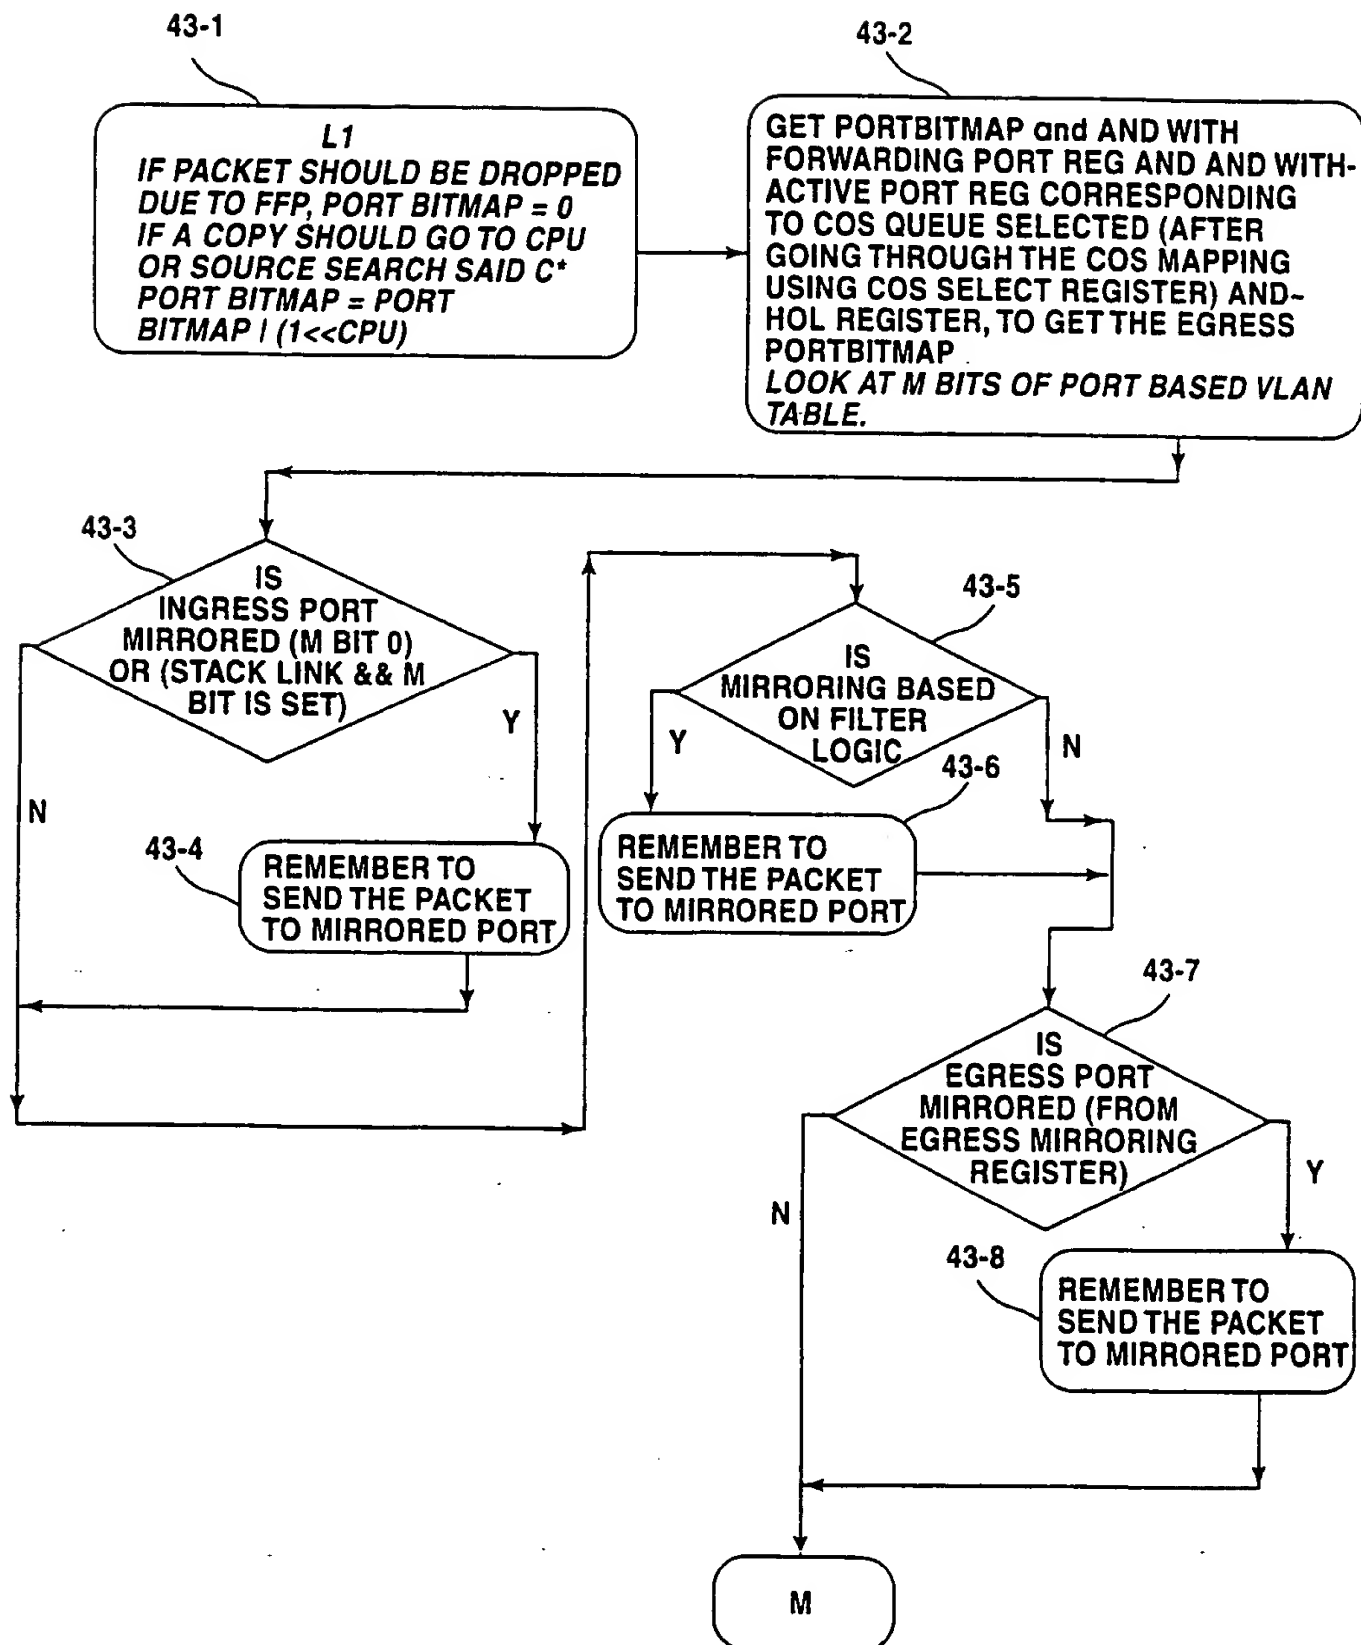 43-1
L1
IF PACKET SHOULD BE DROPPED
DUE TO FFP, PORT BITMAP = 0
IF A COPY SHOULD GO TO CPU
OR SOURCE SEARCH SAID C*
PORT BITMAP = PORT
BITMAP | (1<<CPU)
43-2
GET PORTBITMAP and AND WITH
FORWARDING PORT REG AND AND WITH-
ACTIVE PORT REG CORRESPONDING
TO COS QUEUE SELECTED (AFTER
GOING THROUGH THE COS MAPPING
USING COS SELECT REGISTER) AND~
HOL REGISTER, TO GET THE EGRESS
PORTBITMAP
LOOK AT M BITS OF PORT BASED VLAN
TABLE.
43-3
IS
INGRESS PORT
MIRRORED (M BIT 0)
OR (STACK LINK && M
BIT IS SET)
Y
N
43-4
REMEMBER TO
SEND THE PACKET
TO MIRRORED PORT
43-5
IS
MIRRORING BASED
ON FILTER
LOGIC
Y
N
43-6
REMEMBER TO
SEND THE PACKET
TO MIRRORED PORT
43-7
IS
EGRESS PORT
MIRRORED (FROM
EGRESS MIRRORING
REGISTER)
Y
N
43-8
REMEMBER TO
SEND THE PACKET
TO MIRRORED PORT
M